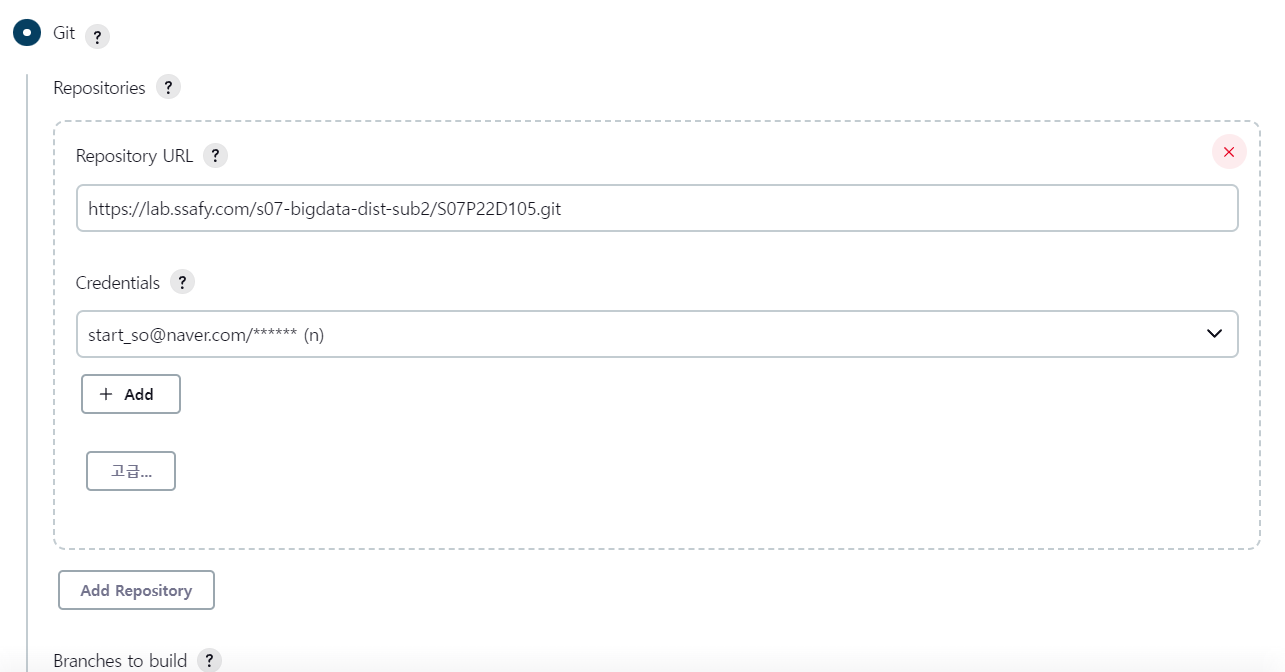 Git ?
Repositories ?
Repository URL ?
https://lab.ssafy.com/s07-bigdata-dist-sub2/S07P22D105.git
Credentials ?
start_so@naver.com/****** (n)
+ Add
고급...
Add Repository
Branches to build ?